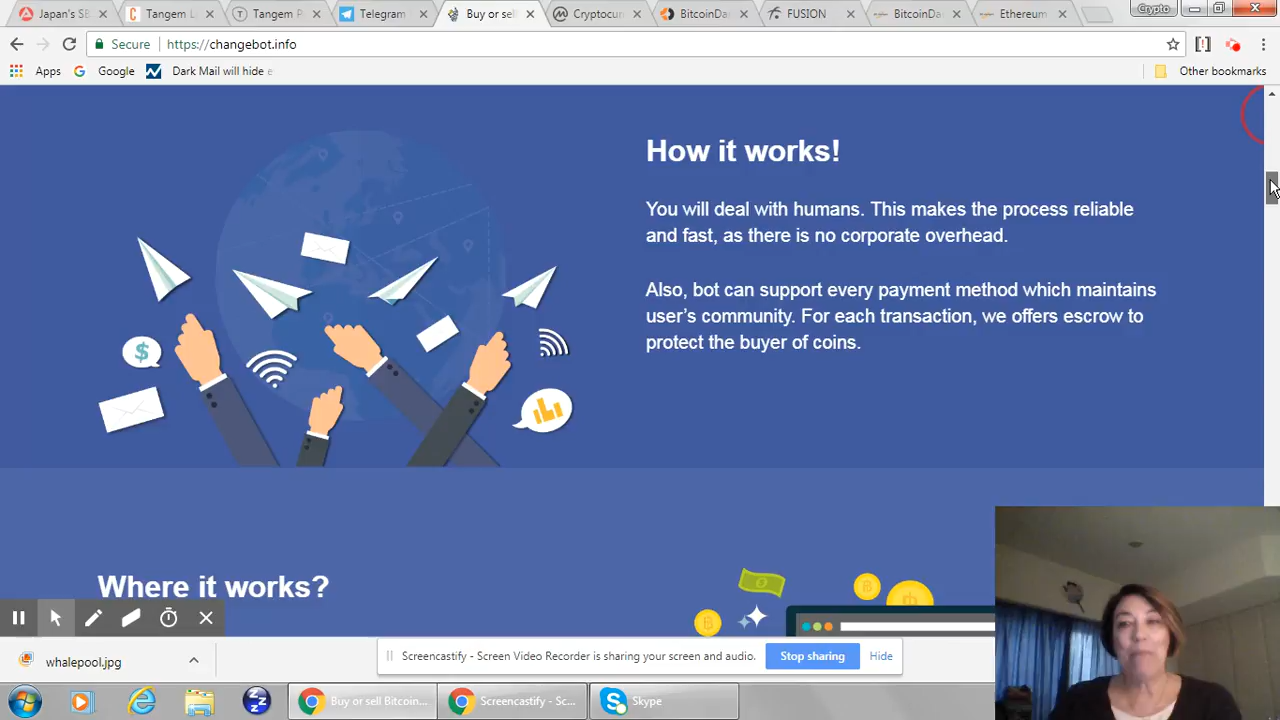 Japan's SB
Tangem L
Tangem P
Telegram
Buy or sel
Cryptocur
BitcoinDa
FUSION
BitcoinDa
Ethereum
Crypto
Secure
https://changebot.info
Apps
Google
Dark Mail will hide e
Other bookmarks
How it works!
You will deal with humans. This makes the process reliable
and fast, as there is no corporate overhead.
Also, bot can support every payment method which maintains
user's community. For each transaction, we offers escrow to
protect the buyer of coins.
$
Where it works?
whalepool.jpg
Screencastify - Screen Video Recorder is sharing your screen and audio.
Stop sharing
Hide
Buy or sell Bitcoin...
Screencastify - Sc...
Skype